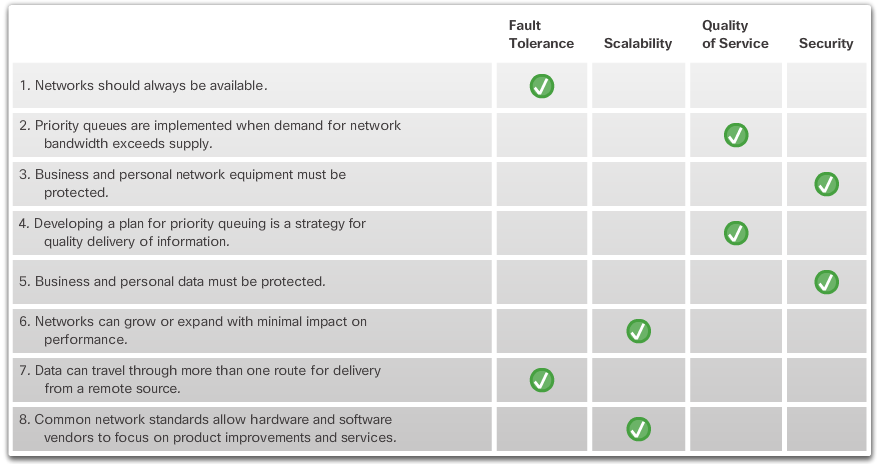 Fault
Tolerance
Scalability
Quality
of Service
Security
1. Networks should always be available.
2. Priority queues are implemented when demand for network
bandwidth exceeds supply.
3. Business and personal network equipment must be
protected.
4. Developing a plan for priority queuing is a strategy for
quality delivery of information.
5. Business and personal data must be protected.
6. Networks can grow or expand with minimal impact on
performance.
7. Data can travel through more than one route for delivery
from a remote source.
8. Common network standards allow hardware and software
vendors to focus on product improvements and services.